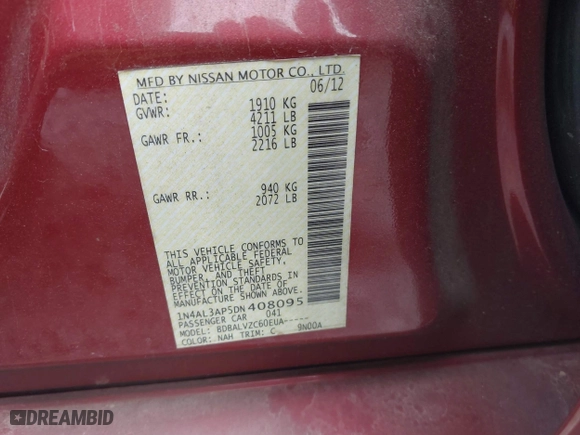 MFD BY NISSAN MOTOR CO., LTD.
DATE: 06/12
GVWR: 1910 KG
4211 LB
GAWR FR.: 1005 KG
2216 LB
GAWR RR.: 940 KG
2072 LB
THIS VEHICLE CONFORMS TO
ALL APPLICABLE FEDERAL
MOTOR VEHICLE SAFETY,
BUMPER, AND THEFT
PREVENTION STANDARDS IN
EFFECT ON THE DATE OF
MANUFACTURE SHOWN ABOVE.
1N4AL3AP5DN408095
PASSENGER CAR 041
MODEL: BDBALVZC60EUA-----
COLOR: NAH TRIM: C 9N00A
DREAMBID